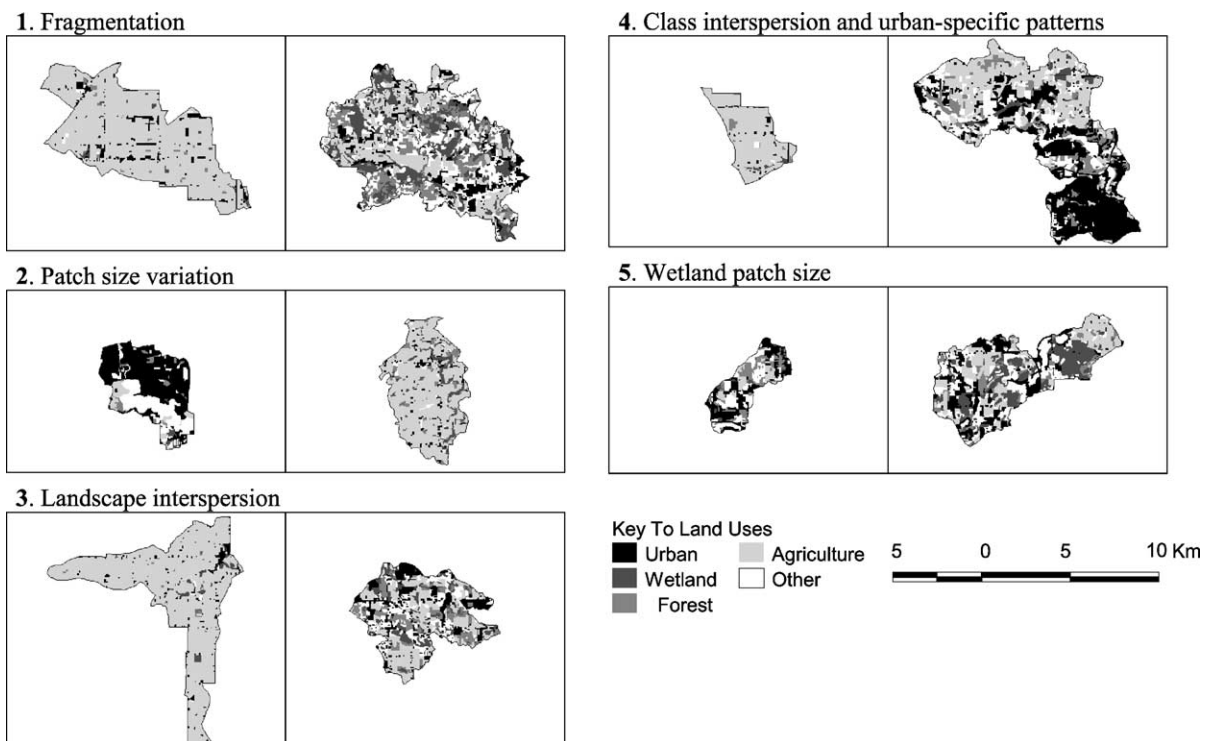 1. Fragmentation
2. Patch size variation
3. Landscape interspersion
4. Class interspersion and urban-specific patterns
5. Wetland patch size
Key To Land Uses
Urban Agriculture
Wetland Other
Forest
5 0 5 10 Km